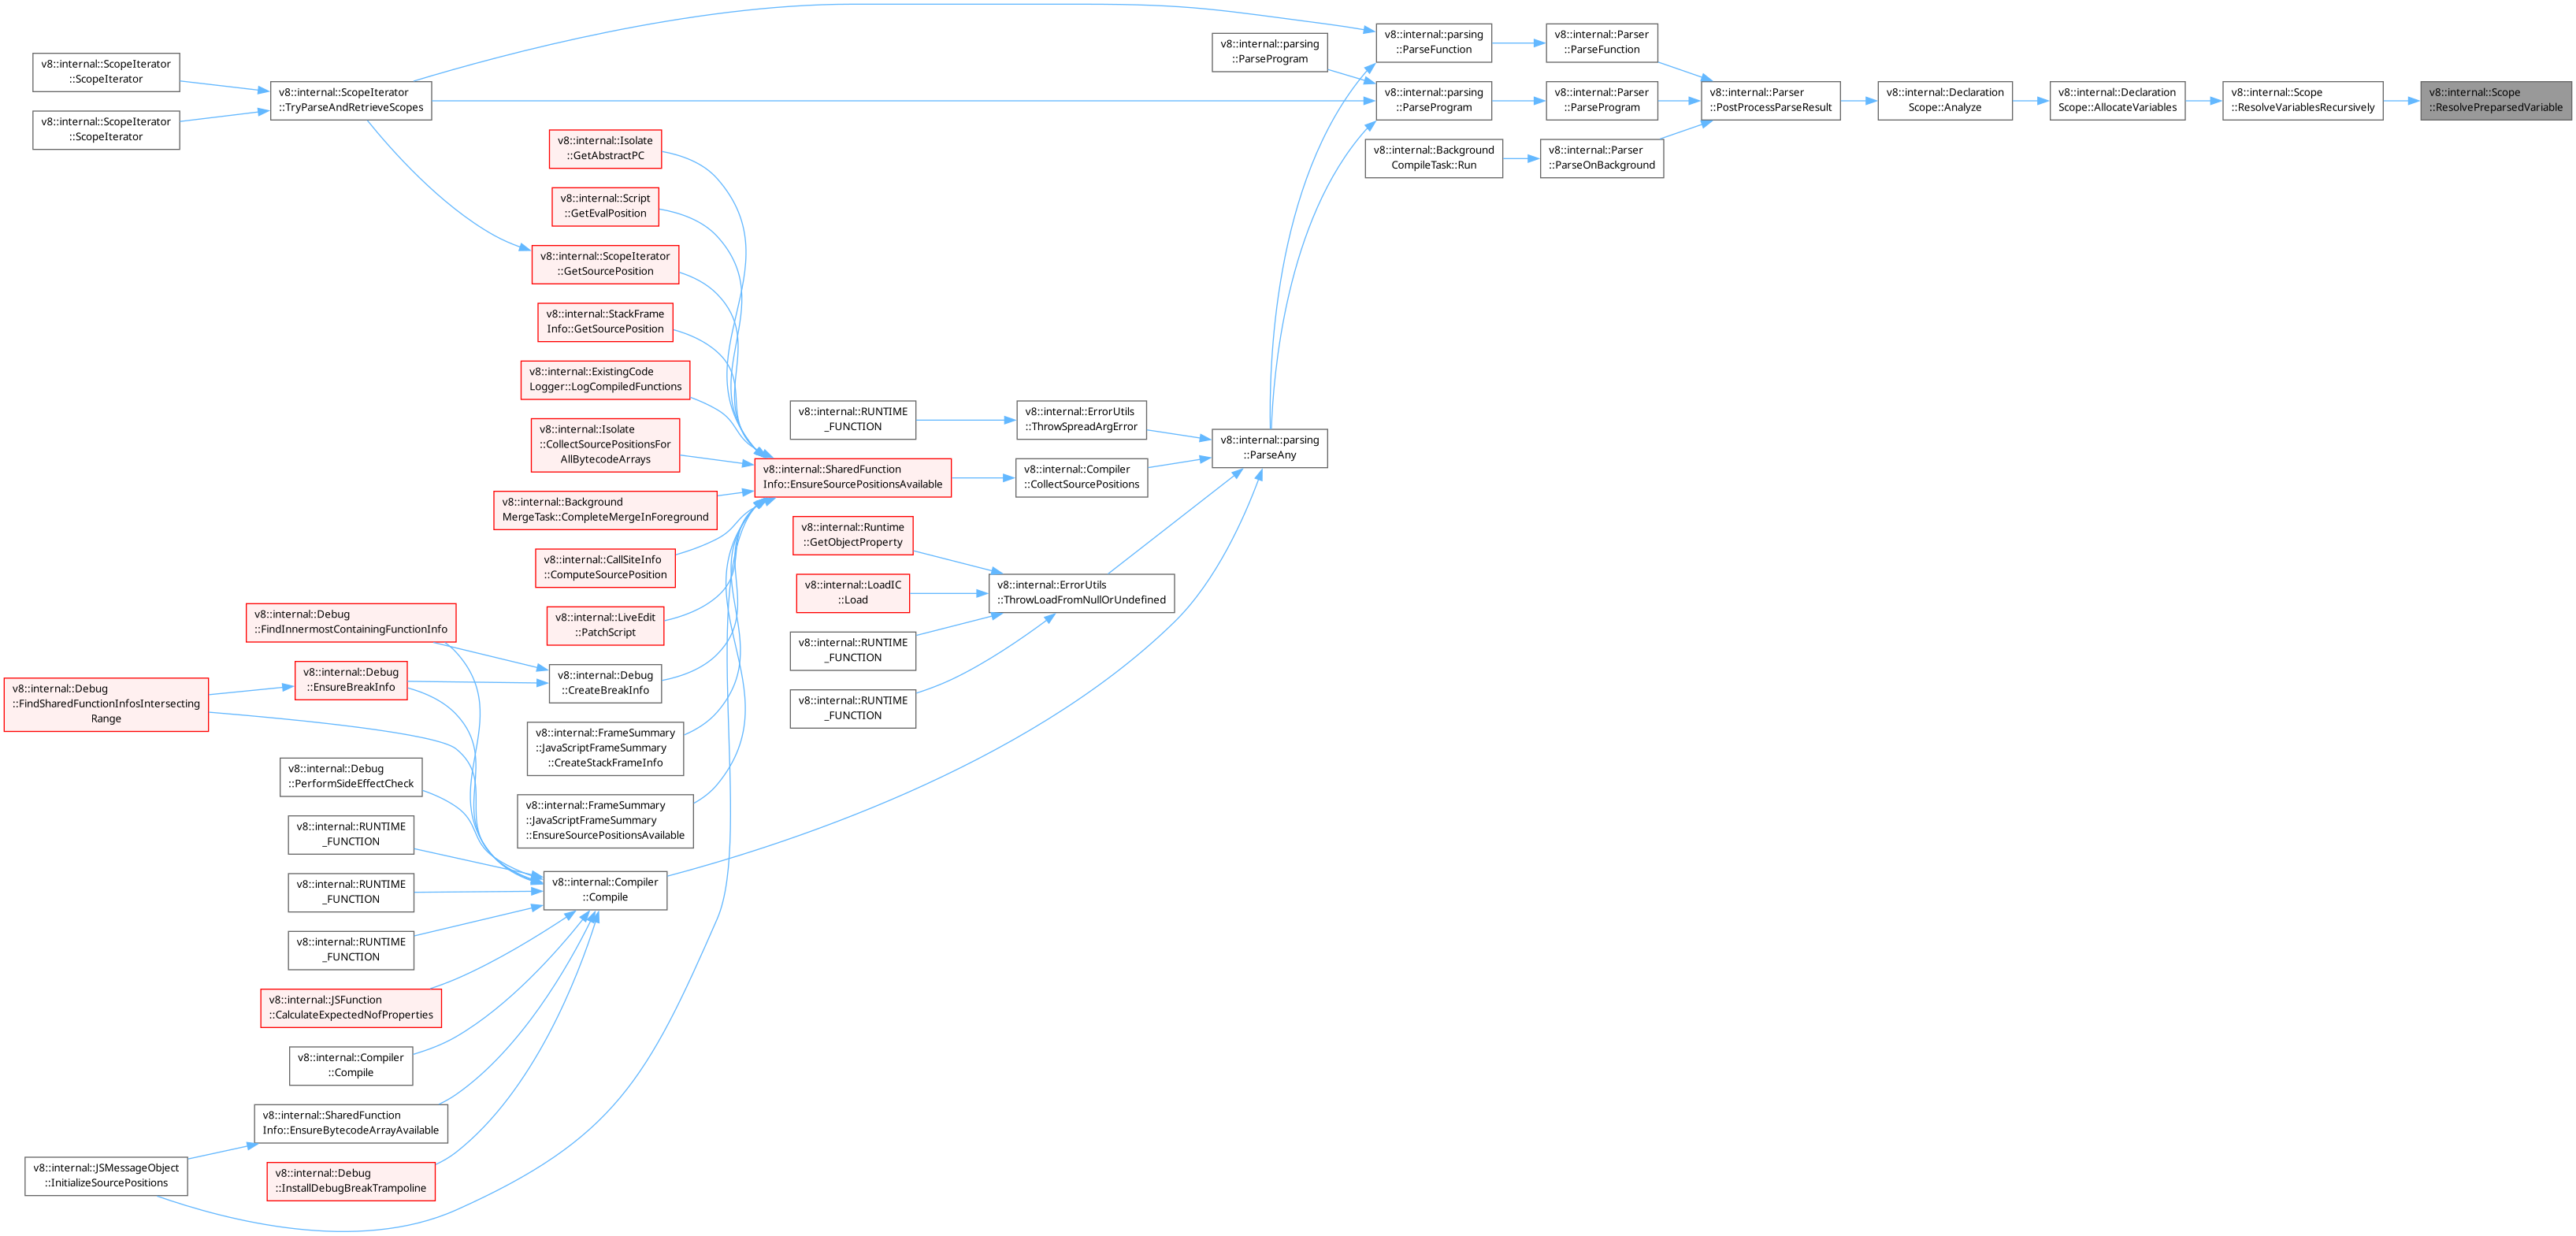 v8::internal::Scope
::ResolvePreparsedVariable
v8::internal::Scope
::ResolveVariablesRecursively
v8::internal::Declaration
Scope::AllocateVariables
v8::internal::Declaration
Scope::Analyze
v8::internal::Parser
::PostProcessParseResult
v8::internal::Parser
::ParseFunction
v8::internal::parsing
::ParseFunction
v8::internal::Parser
::ParseProgram
v8::internal::parsing
::ParseProgram
v8::internal::parsing
::ParseProgram
v8::internal::Parser
::ParseOnBackground
v8::internal::Background
CompileTask::Run
v8::internal::ScopeIterator
::TryParseAndRetrieveScopes
v8::internal::ScopeIterator
::ScopeIterator
v8::internal::ScopeIterator
::ScopeIterator
v8::internal::parsing
::ParseAny
v8::internal::ErrorUtils
::ThrowSpreadArgError
v8::internal::RUNTIME
_FUNCTION
v8::internal::Compiler
::CollectSourcePositions
v8::internal::SharedFunction
Info::EnsureSourcePositionsAvailable
v8::internal::Isolate
::GetAbstractPC
v8::internal::Script
::GetEvalPosition
v8::internal::ScopeIterator
::GetSourcePosition
v8::internal::StackFrame
Info::GetSourcePosition
v8::internal::ExistingCode
Logger::LogCompiledFunctions
v8::internal::Isolate
::CollectSourcePositionsFor
AllBytecodeArrays
v8::internal::Background
MergeTask::CompleteMergeInForeground
v8::internal::CallSiteInfo
::ComputeSourcePosition
v8::internal::LiveEdit
::PatchScript
v8::internal::Debug
::CreateBreakInfo
v8::internal::FrameSummary
::JavaScriptFrameSummary
::CreateStackFrameInfo
v8::internal::FrameSummary
::JavaScriptFrameSummary
::EnsureSourcePositionsAvailable
v8::internal::ErrorUtils
::ThrowLoadFromNullOrUndefined
v8::internal::Runtime
::GetObjectProperty
v8::internal::LoadIC
::Load
v8::internal::RUNTIME
_FUNCTION
v8::internal::RUNTIME
_FUNCTION
v8::internal::Compiler
::Compile
v8::internal::Debug
::FindInnermostContainingFunctionInfo
v8::internal::Debug
::EnsureBreakInfo
v8::internal::Debug
::FindSharedFunctionInfosIntersecting
Range
v8::internal::Debug
::PerformSideEffectCheck
v8::internal::RUNTIME
_FUNCTION
v8::internal::RUNTIME
_FUNCTION
v8::internal::RUNTIME
_FUNCTION
v8::internal::JSFunction
::CalculateExpectedNofProperties
v8::internal::Compiler
::Compile
v8::internal::SharedFunction
Info::EnsureBytecodeArrayAvailable
v8::internal::JSMessageObject
::InitializeSourcePositions
v8::internal::Debug
::InstallDebugBreakTrampoline